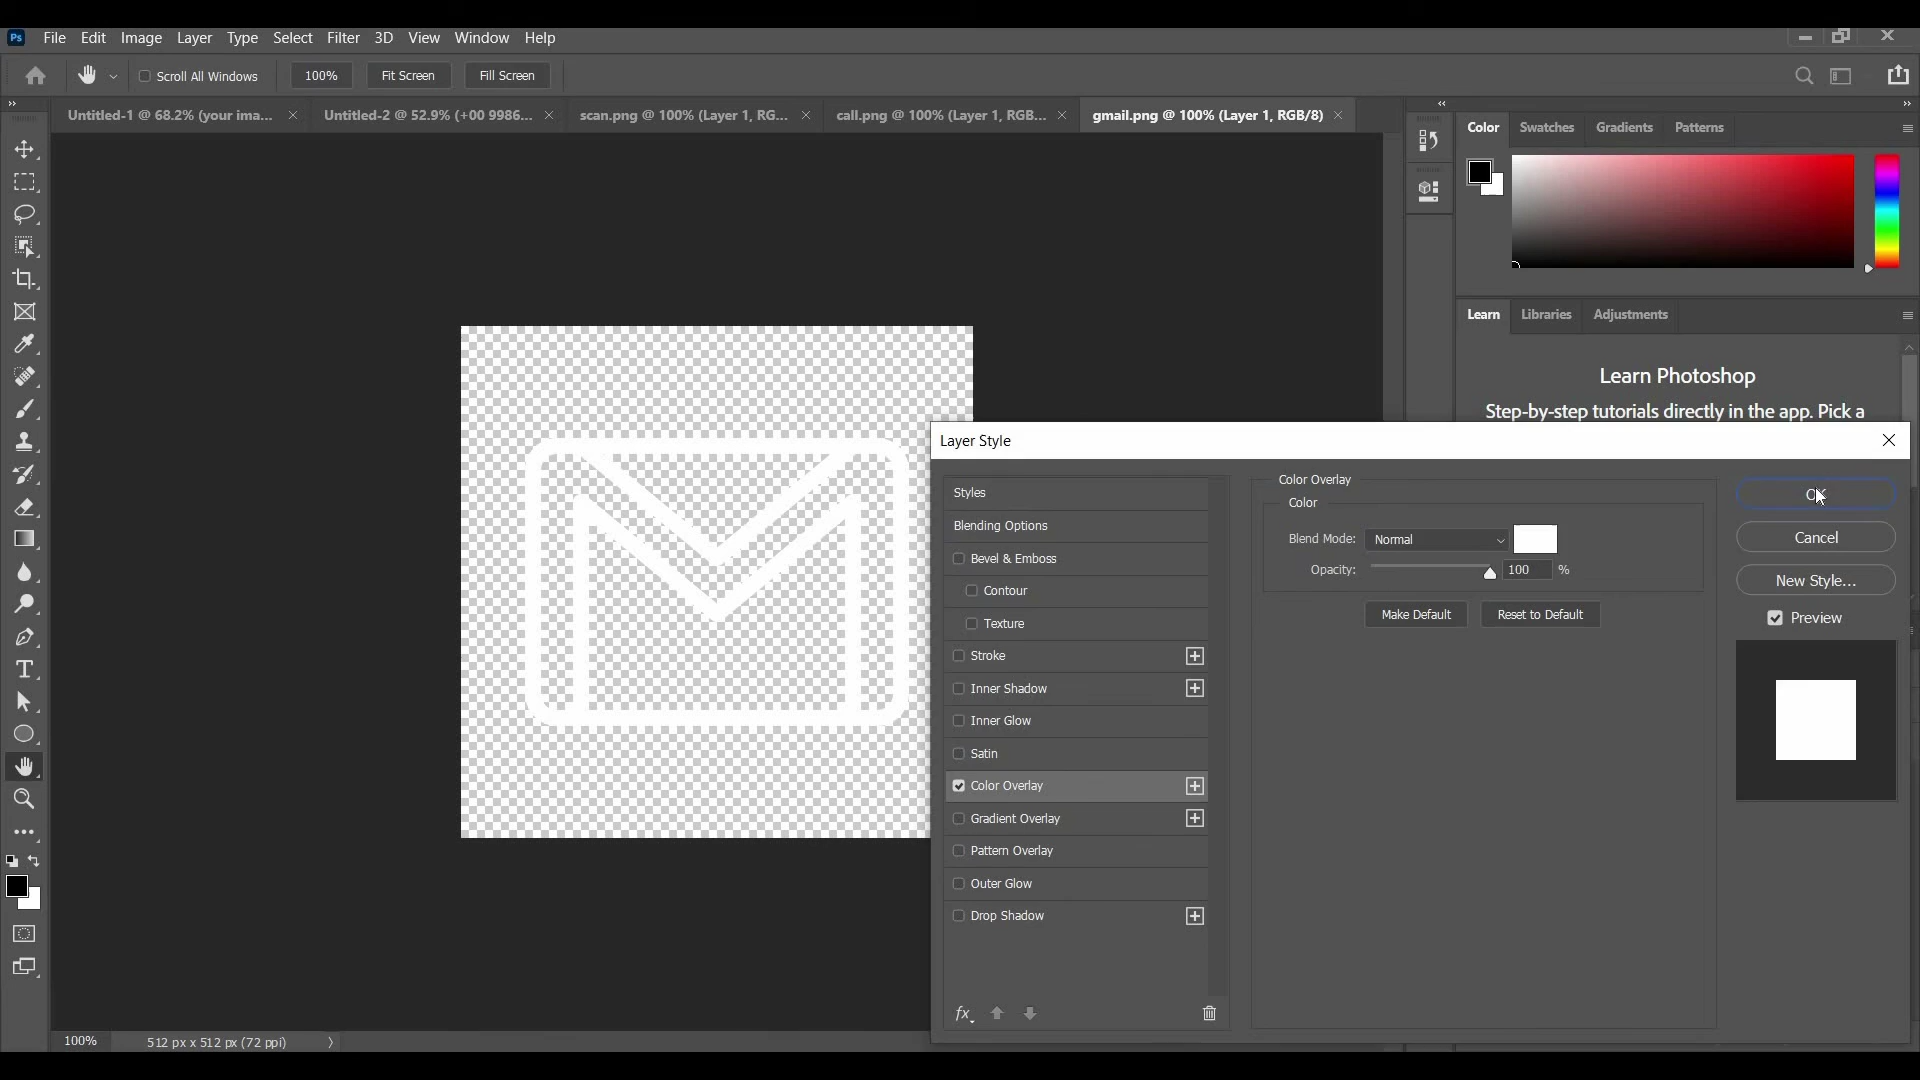 Ps File Edit Image Layer Type Select Filter 3D View Window Help
Scroll All Windows 100% Fit Screen Fill Screen
Untitled-1 @ 68.2% (your ima... Untitled-2 @ 52.9% (+00 9986... scan.png @ 100% (Layer 1, RG... call.png @ 100% (Layer 1, RGB... gmail.png @ 100% (Layer 1, RGB/8)
Color Swatches Gradients Patterns
Learn Libraries Adjustments
Learn Photoshop
Step-by-step tutorials directly in the app. Pick a
Layer Style
Styles
Blending Options
Bevel & Emboss
Contour
Texture
Stroke
Inner Shadow
Inner Glow
Satin
Color Overlay
Gradient Overlay
Pattern Overlay
Outer Glow
Drop Shadow
fx
Color Overlay
Color
Blend Mode: Normal
Opacity: 100 %
Make Default Reset to Default
OK
Cancel
New Style...
Preview
100% 512 px x 512 px (72 ppi)